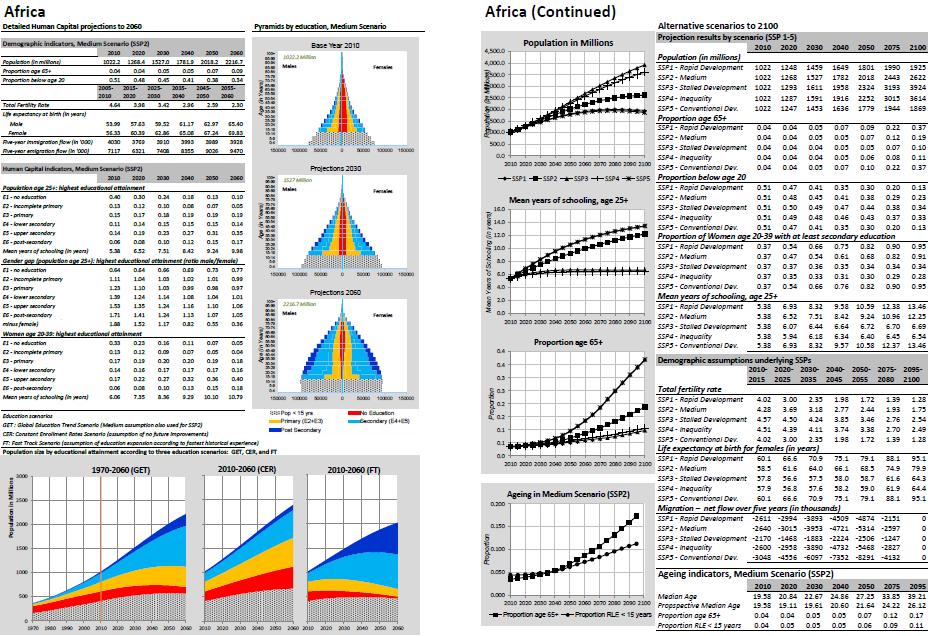 Africa
Detailed Human Capital projections to 2060
Demographic indicators, Medium Scenario (SSP2)
2010 2020 2030 2040 2050 2060
Population (in millions) 1022.2 1268.4 1527.0 1781.9 2018.2 2216.7
Proportion age 65+ 0.04 0.04 0.05 0.05 0.07 0.09
Proportion below age 20 0.51 0.48 0.45 0.41 0.38 0.34
2005- 2015- 2025- 2035- 2045- 2055-
2010 2020 2030 2040 2050 2060
Total Fertility Rate 4.64 3.98 3.42 2.96 2.59 2.30
Life expectancy at birth (in years)
Male 53.99 57.63 59.52 61.17 62.97 65.40
Female 56.33 60.39 62.86 65.08 67.24 69.83
Five-year immigration flow (in '000) 4030 3769 3910 3993 3989 3928
Five-year emigration flow (in '000) 7117 6321 7408 8355 9026 9470
Human Capital indicators, Medium Scenario (SSP2)
2010 2020 2030 2040 2050 2060
Population age 25+: highest educational attainment
E1 - no education 0.40 0.30 0.24 0.18 0.13 0.10
E2 - incomplete primary 0.13 0.12 0.10 0.08 0.07 0.05
E3 - primary 0.15 0.17 0.18 0.19 0.19 0.19
E4 - lower secondary 0.11 0.14 0.15 0.15 0.15 0.14
E5 - upper secondary 0.14 0.19 0.23 0.27 0.31 0.35
E6 - post-secondary 0.06 0.08 0.10 0.12 0.15 0.17
Mean years of schooling (in years) 5.38 6.52 7.51 8.42 9.24 9.98
Gender gap (population age 25+): highest educational attainment (ratio male/female)
E1 - no education 0.64 0.64 0.66 0.69 0.73 0.77
E2 - incomplete primary 1.11 1.04 1.03 1.02 1.01 0.99
E3 - primary 1.23 1.10 1.03 0.99 0.98 0.97
E4 - lower secondary 1.39 1.24 1.14 1.08 1.04 1.01
E5 - upper secondary 1.53 1.35 1.24 1.16 1.10 1.06
E6 - post-secondary 1.71 1.41 1.24 1.13 1.07 1.05
minus female) 1.88 1.52 1.17 0.82 0.55 0.36
Women age 20-39: highest educational attainment
E1 - no education 0.33 0.23 0.16 0.11 0.07 0.05
E2 - incomplete primary 0.13 0.12 0.09 0.07 0.05 0.04
E3 - primary 0.17 0.19 0.20 0.20 0.19 0.18
E4 - lower secondary 0.14 0.16 0.17 0.17 0.17 0.16
E5 - upper secondary 0.17 0.22 0.27 0.32 0.36 0.40
E6 - post-secondary 0.06 0.08 0.10 0.13 0.15 0.18
Mean years of schooling (in years) 6.06 7.35 8.36 9.29 10.10 10.79
Education scenarios
GET : Global Education Trend Scenario (Medium assumption also used for SSP2)
CER: Constant Enrollment Rates Scenario (assumption of no future improvements)
FT: Fast Track Scenario (assumption of education expansion according to fastest historical experience)
Pyramids by education, Medium Scenario
Base Year 2010
1022.2 Million
Males Females
Age (in Years)
150000 100000 50000 0 50000 100000 150000
Projections 2030
1527 Million
Males Females
Age (in Years)
150000 100000 50000 0 50000 100000 150000
Projections 2060
2216.7 Million
Males Females
Age (in Years)
150000 100000 50000 0 50000 100000 150000
Pop < 15 yrs No Education
Primary (E2+E3) Secondary (E4+E5)
Post Secondary
Population size by educational attainment according to three education scenarios: GET, CER, and FT
1970-2060 (GET) 2010-2060 (CER) 2010-2060 (FT)
Population in Millions
3000
2500
2000
1500
1000
500
0
1970 1980 1990 2000 2010 2020 2030 2040 2050 2060 2010 2020 2030 2040 2050 2060 2010 2020 2030 2040 2050 2060
Africa (Continued)
Population in Millions
Population (in Millions)
4,500.0
4,000.0
3,500.0
3,000.0
2,500.0
2,000.0
1,500.0
1,000.0
500.0
0.0
2010 2020 2030 2040 2050 2060 2070 2080 2090 2100
SSP1 SSP2 SSP3 SSP4 SSP5
Mean years of schooling, age 25+
Mean Years of Schooling (in years)
16.0
14.0
12.0
10.0
8.0
6.0
4.0
2.0
0.0
2010 2020 2030 2040 2050 2060 2070 2080 2090 2100
Proportion age 65+
Proportion
0.4
0.4
0.3
0.3
0.2
0.2
0.1
0.1
0.0
2010 2020 2030 2040 2050 2060 2070 2080 2090 2100
Ageing in Medium Scenario (SSP2)
Proportion
0.200
0.150
0.100
0.050
0.000
2010 2020 2030 2040 2050 2060 2070 2080 2090 2100
Proportion age 65+ Proportion RLE < 15 years
Alternative scenarios to 2100
Projection results by scenario (SSP 1-5)
2010 2020 2030 2040 2050 2075 2100
Population (in millions)
SSP1 - Rapid Development 1022 1248 1459 1649 1801 1990 1925
SSP2 - Medium 1022 1268 1527 1782 2018 2443 2622
SSP3 - Stalled Development 1022 1293 1611 1958 2324 3193 3924
SSP4 - Inequality 1022 1287 1591 1916 2252 3015 3614
SSP5 - Conventional Dev. 1022 1247 1453 1636 1779 1944 1869
Proportion age 65+
SSP1 - Rapid Development 0.04 0.04 0.05 0.07 0.09 0.22 0.37
SSP2 - Medium 0.04 0.04 0.05 0.05 0.07 0.12 0.19
SSP3 - Stalled Development 0.04 0.04 0.05 0.05 0.05 0.07 0.10
SSP4 - Inequality 0.04 0.04 0.04 0.05 0.06 0.08 0.11
SSP5 - Conventional Dev. 0.04 0.04 0.05 0.07 0.10 0.22 0.37
Proportion below age 20
SSP1 - Rapid Development 0.51 0.47 0.41 0.35 0.30 0.20 0.13
SSP2 - Medium 0.51 0.48 0.45 0.41 0.38 0.29 0.23
SSP3 - Stalled Development 0.51 0.50 0.49 0.47 0.44 0.38 0.34
SSP4 - Inequality 0.51 0.49 0.48 0.46 0.43 0.37 0.33
SSP5 - Conventional Dev. 0.51 0.47 0.41 0.35 0.30 0.20 0.13
Proportion of Women age 20-39 with at least secondary education
SSP1 - Rapid Development 0.37 0.54 0.66 0.75 0.82 0.90 0.95
SSP2 - Medium 0.37 0.47 0.54 0.61 0.68 0.82 0.91
SSP3 - Stalled Development 0.37 0.37 0.36 0.35 0.34 0.34 0.34
SSP4 - Inequality 0.37 0.35 0.33 0.31 0.30 0.29 0.28
SSP5 - Conventional Dev. 0.37 0.54 0.66 0.76 0.82 0.90 0.95
Mean years of schooling, age 25+
SSP1 - Rapid Development 5.38 6.93 8.32 9.58 10.59 12.38 13.46
SSP2 - Medium 5.38 6.52 7.51 8.42 9.24 10.96 12.25
SSP3 - Stalled Development 5.38 6.07 6.44 6.64 6.72 6.70 6.69
SSP4 - Inequality 5.38 5.94 6.18 6.34 6.40 6.45 6.54
SSP5 - Conventional Dev. 5.38 6.93 8.32 9.57 10.58 12.37 13.46
Demographic assumptions underlying SSPs
2010- 2020- 2030- 2040- 2050- 2075- 2095-
2015 2025 2035 2045 2055 2080 2100
Total fertility rate
SSP1 - Rapid Development 4.02 3.00 2.35 1.98 1.72 1.39 1.28
SSP2 - Medium 4.28 3.69 3.18 2.77 2.44 1.93 1.75
SSP3 - Stalled Development 4.57 4.50 4.24 3.85 3.46 2.76 2.54
SSP4 - Inequality 4.51 4.39 4.11 3.74 3.38 2.70 2.49
SSP5 - Conventional Dev. 4.02 3.00 2.35 1.98 1.72 1.39 1.28
Life expectancy at birth for females (in years)
SSP1 - Rapid Development 60.1 66.6 70.9 75.1 79.1 88.1 95.1
SSP2 - Medium 58.5 61.6 64.0 66.1 68.5 74.9 79.9
SSP3 - Stalled Development 57.8 56.6 57.5 58.0 58.7 61.6 64.3
SSP4 - Inequality 57.9 56.8 57.6 58.2 59.0 61.9 64.4
SSP5 - Conventional Dev. 60.1 66.6 70.9 75.1 79.1 88.1 95.1
Migration – net flow over five years (in thousands)
SSP1 - Rapid Development -2611 -2994 -3893 -4509 -4874 -2151 0
SSP2 - Medium -2640 -3015 -3953 -4721 -5314 -2597 0
SSP3 - Stalled Development -2170 -1468 -1883 -2224 -2506 -1247 0
SSP4 - Inequality -2600 -2958 -3890 -4732 -5468 -2827 0
SSP5 - Conventional Dev. -3048 -4556 -6097 -7352 -8291 -4132 0
Ageing indicators, Medium Scenario (SSP2)
2010 2020 2030 2040 2050 2075 2095
Median Age 19.58 20.84 22.67 24.86 27.25 33.85 39.21
Propspective Median Age 19.58 19.11 19.61 20.60 21.64 24.22 26.12
Proportion age 65+ 0.04 0.04 0.05 0.05 0.07 0.12 0.17
Proportion RLE < 15 years 0.04 0.05 0.05 0.05 0.06 0.09 0.11